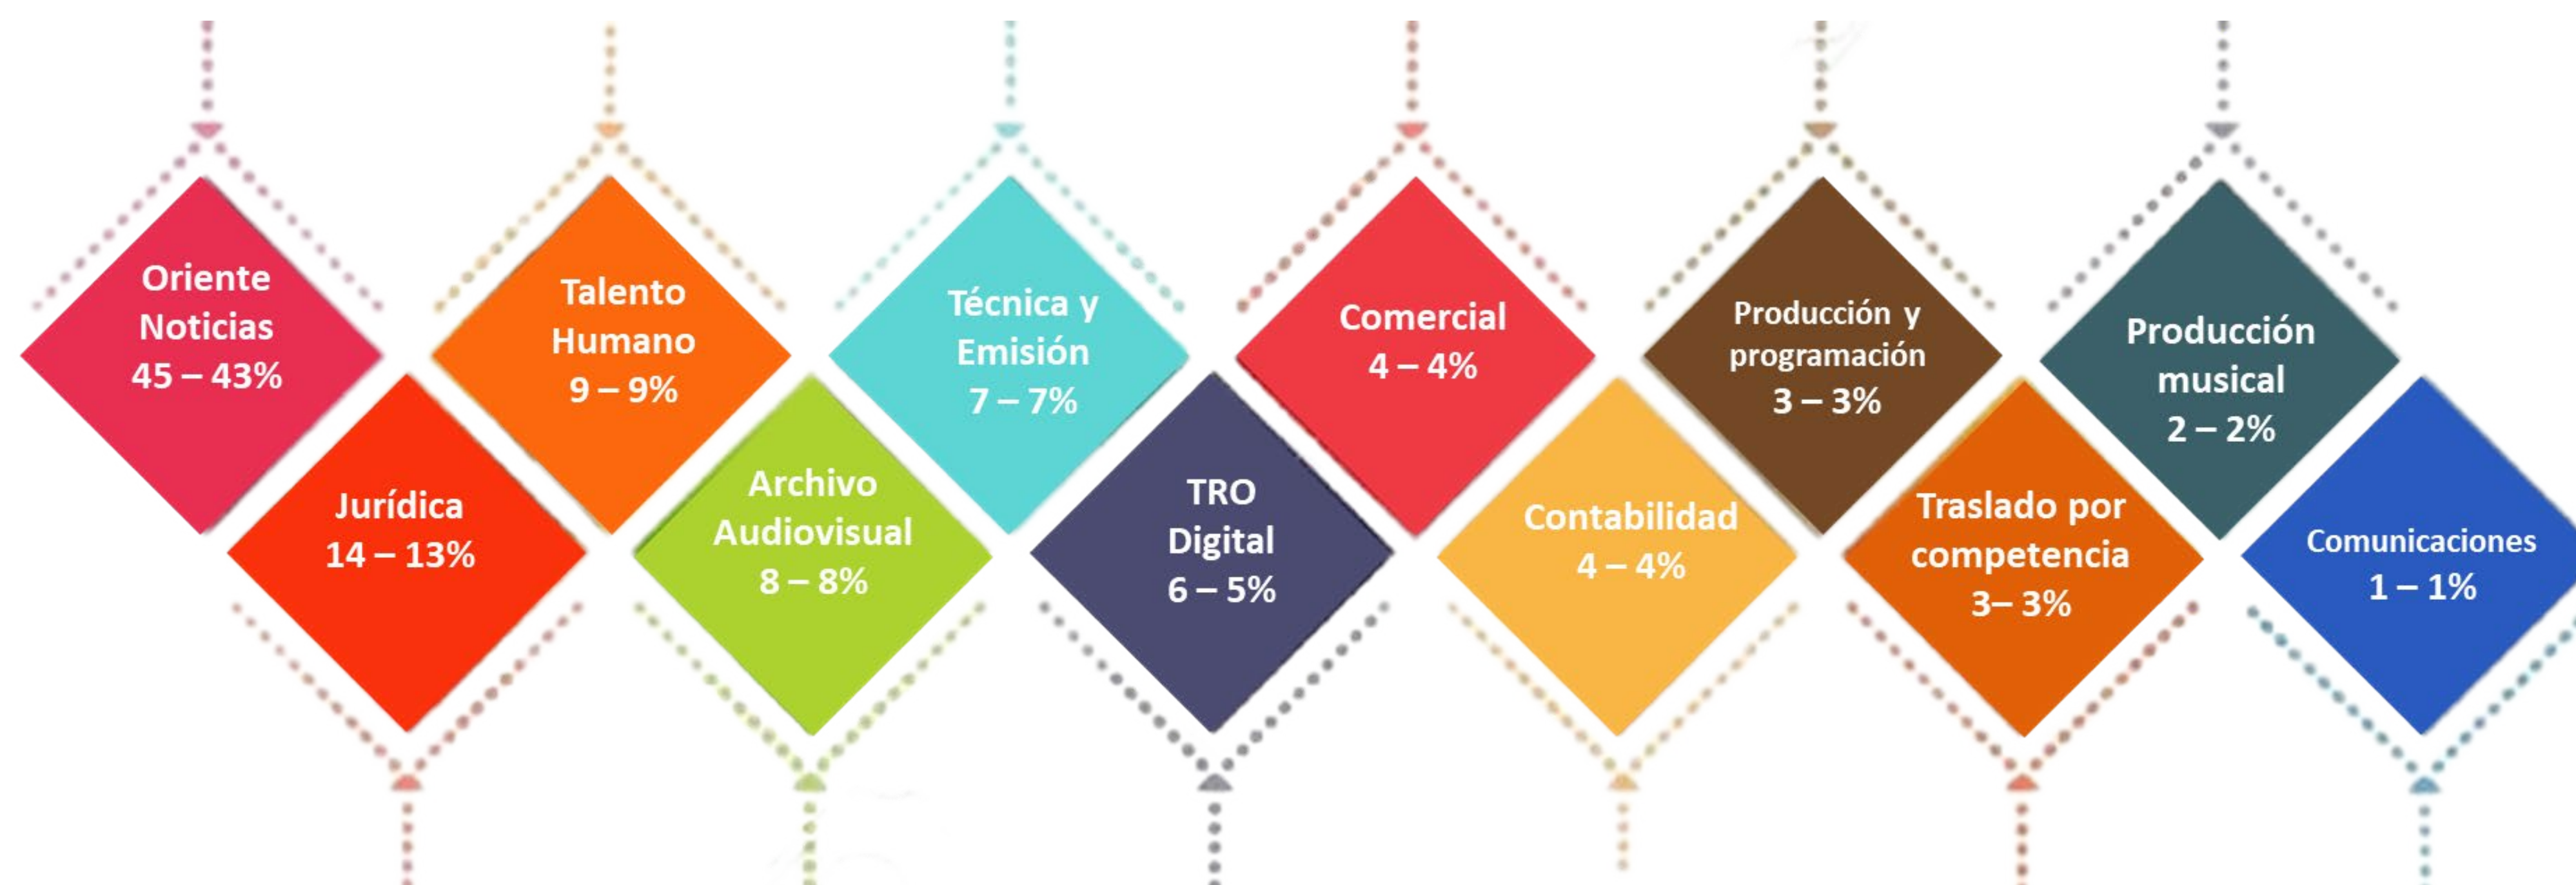 Oriente
Noticias
45 – 43%
Jurídica
14 – 13%
Talento
Humano
9 – 9%
Archivo
Audiovisual
8 – 8%
Técnica y
Emisión
7 – 7%
TRO
Digital
6 – 5%
Comercial
4 – 4%
Contabilidad
4 – 4%
Producción y
programación
3 – 3%
Traslado por
competencia
3– 3%
Producción
musical
2 – 2%
Comunicaciones
1 – 1%